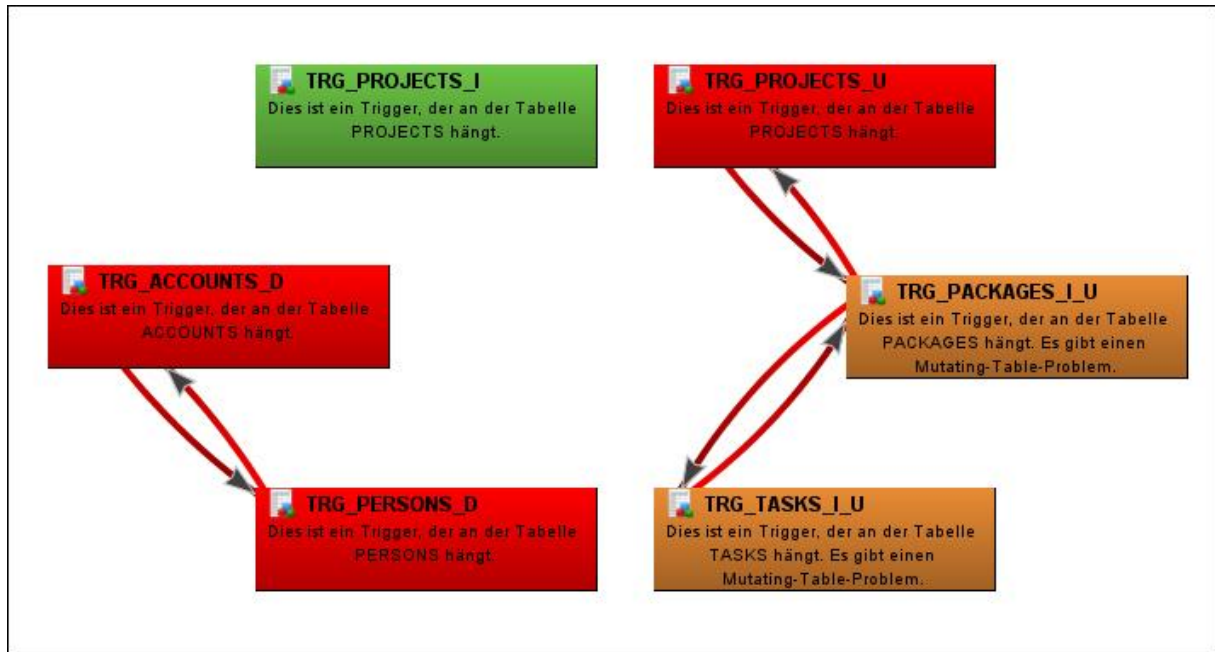 TRG_PROJECTS_I
Dies ist ein Trigger, der an der Tabelle
PROJECTS hängt.
TRG_PROJECTS_U
Dies ist ein Trigger, der an der Tabelle
PROJECTS hängt.
TRG_ACCOUNTS_D
Dies ist ein Trigger, der an der Tabelle
ACCOUNTS hängt.
TRG_PACKAGES_I_U
Dies ist ein Trigger, der an der Tabelle
PACKAGES hängt. Es gibt einen
Mutating-Table-Problem.
TRG_PERSONS_D
Dies ist ein Trigger, der an der Tabelle
PERSONS hängt.
TRG_TASKS_I_U
Dies ist ein Trigger, der an der Tabelle
TASKS hängt. Es gibt einen
Mutating-Table-Problem.